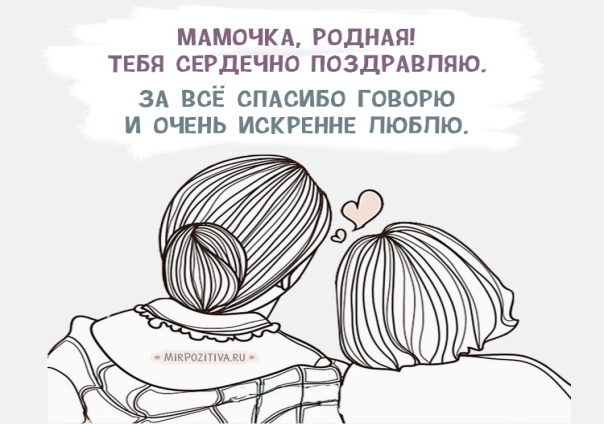 МАМОЧКА, РОДНАЯ!
ТЕБЯ СЕРДЕЧНО ПОЗДРАВЛЯЮ.
ЗА ВСЁ СПАСИБО ГОВОРЮ
И ОЧЕНЬ ИСКРЕННЕ ЛЮБЛЮ.
MIRPOZITIVA.RU